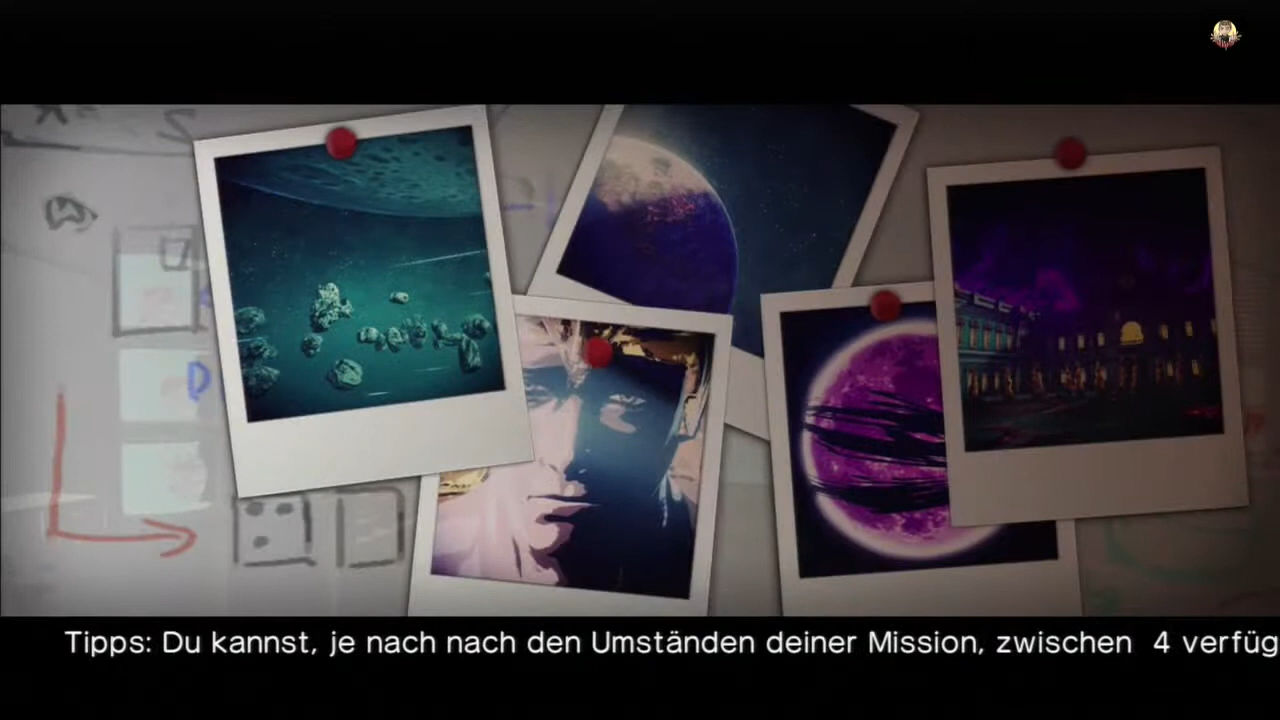 Tipps: Du kannst, je nach nach den Umständen deiner Mission, zwischen 4 verfüg